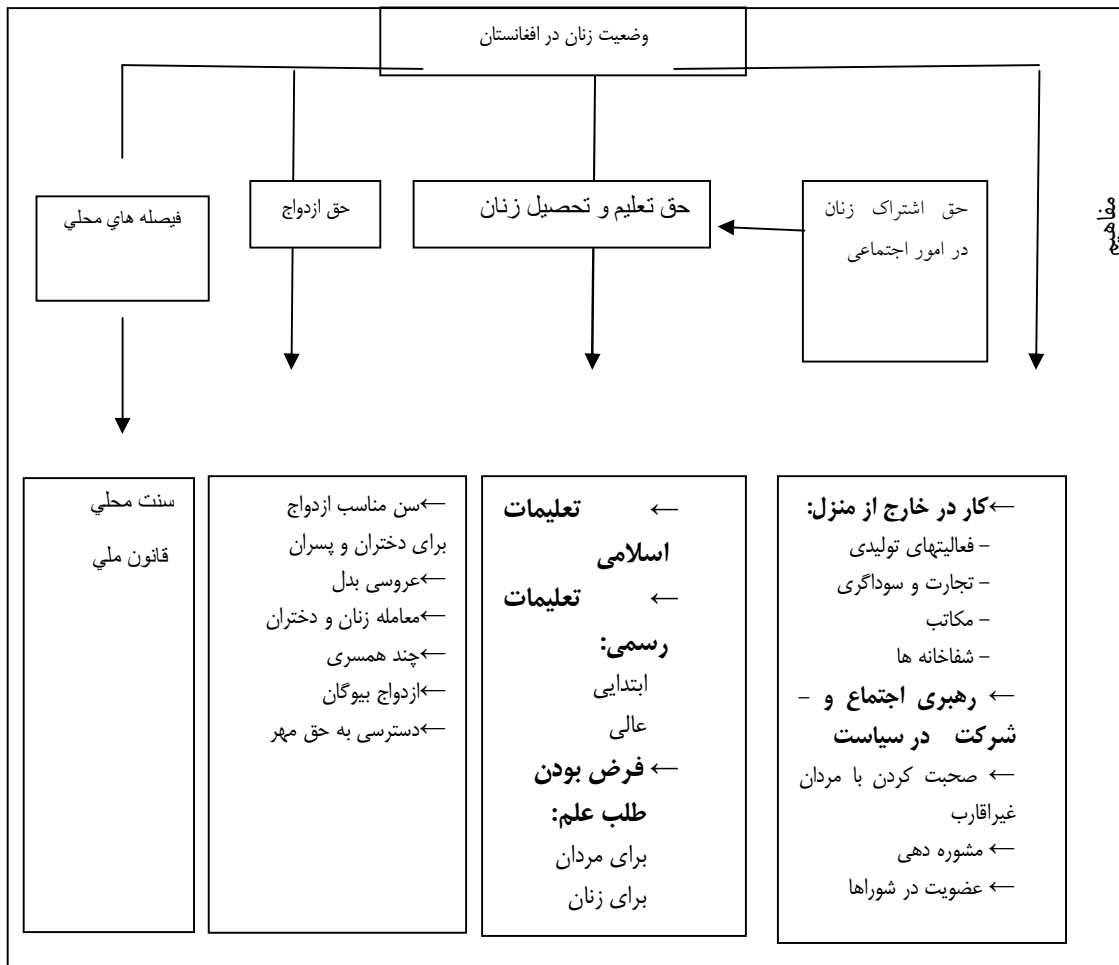 وضعیت زنان در افغانستان
مفاهیم
حق اشتراک زنان
در امور اجتماعی
حق تعلیم و تحصیل زنان
حق ازدواج
فیصله هاي محلي
←کار در خارج از منزل:
- فعالیتهای تولیدی
- تجارت و سوداگری
- مکاتب
- شفاخانه ها
← رهبری اجتماع و -
شرکت در سیاست
← صحبت کردن با مردان
غیراقارب
← مشوره دهی
← عضویت در شوراها
← تعلیمات
اسلامی
← تعلیمات
رسمی:
ابتدایی
عالی
← فرض بودن
طلب علم:
برای مردان
برای زنان
←سن مناسب ازدواج
برای دختران و پسران
←عروسی بدل
←معامله زنان و دختران
←چند همسری
←ازدواج بیوگان
←دسترسی به حق مهر
سنت محلي
قانون ملي